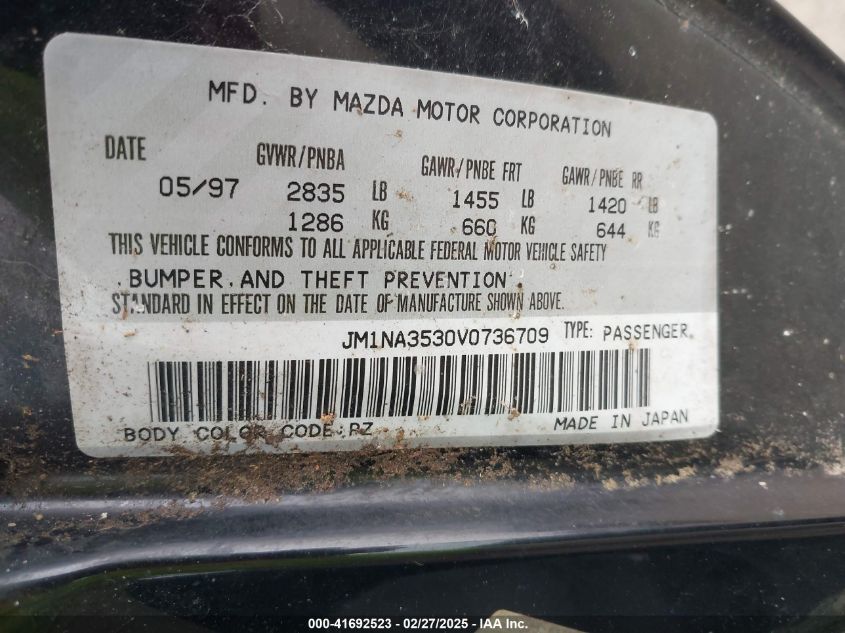 MFD. BY MAZDA MOTOR CORPORATION
DATE GVWR/PNBA GAWR/PNBE FRT GAWR/PNBE RR
05/97 2835 LB 1455 LB 1420 LB
1286 KG 660 KG 644 KG
THIS VEHICLE CONFORMS TO ALL APPLICABLE FEDERAL MOTOR VEHICLE SAFETY
BUMPER, AND THEFT PREVENTION
STANDARD IN EFFECT ON THE DATE OF MANUFACTURE SHOWN ABOVE.
JM1NA3530V0736709 TYPE: PASSENGER
BODY COLOR CODE: PZ MADE IN JAPAN
000-41692523 - 02/27/2025 - IAA Inc.